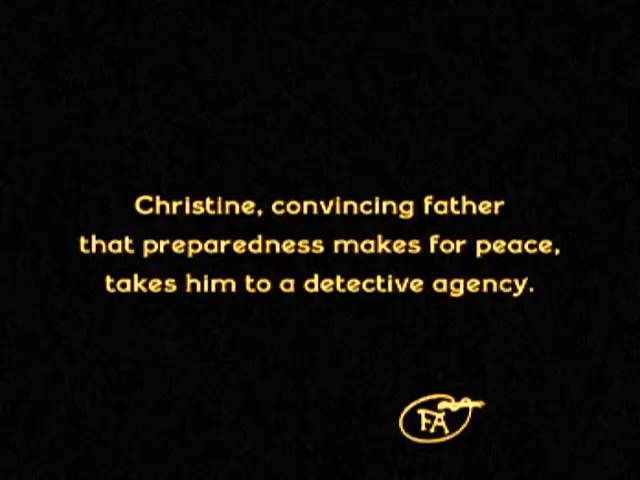 Christine, convincing father
that preparedness makes for peace,
takes him to a detective agency.
FA